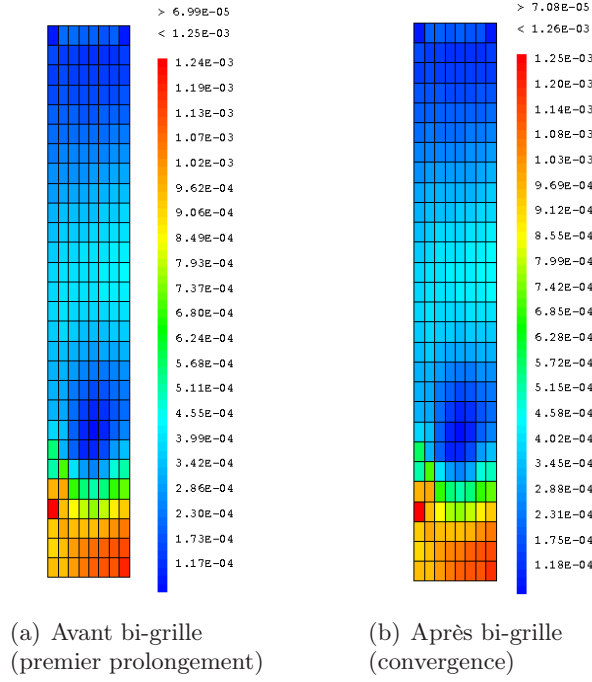 > 6.99E-05
< 1.25E-03
1.24E-03
1.19E-03
1.13E-03
1.07E-03
1.02E-03
9.62E-04
9.06E-04
8.49E-04
7.93E-04
7.37E-04
6.80E-04
6.24E-04
5.68E-04
5.11E-04
4.55E-04
3.99E-04
3.42E-04
2.86E-04
2.30E-04
1.73E-04
1.17E-04
(a) Avant bi-grille
(premier prolongement)
> 7.08E-05
< 1.26E-03
1.25E-03
1.20E-03
1.14E-03
1.08E-03
1.03E-03
9.69E-04
9.12E-04
8.55E-04
7.99E-04
7.42E-04
6.85E-04
6.28E-04
5.72E-04
5.15E-04
4.58E-04
4.02E-04
3.45E-04
2.88E-04
2.31E-04
1.75E-04
1.18E-04
(b) Après bi-grille
(convergence)